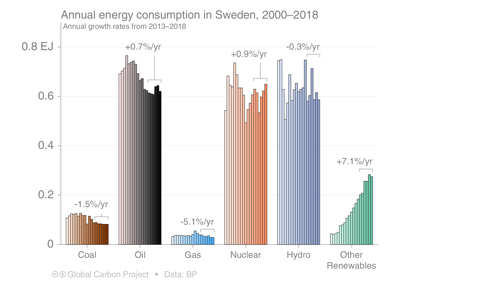 Annual energy consumption in Sweden, 2000–2018
Annual growth rates from 2013–2018
0.8 EJ
0.6
0.4
0.2
0
-1.5%/yr
+0.7%/yr
-5.1%/yr
+0.9%/yr
-0.3%/yr
+7.1%/yr
Coal
Oil
Gas
Nuclear
Hydro
Other
Renewables
Global Carbon Project • Data: BP